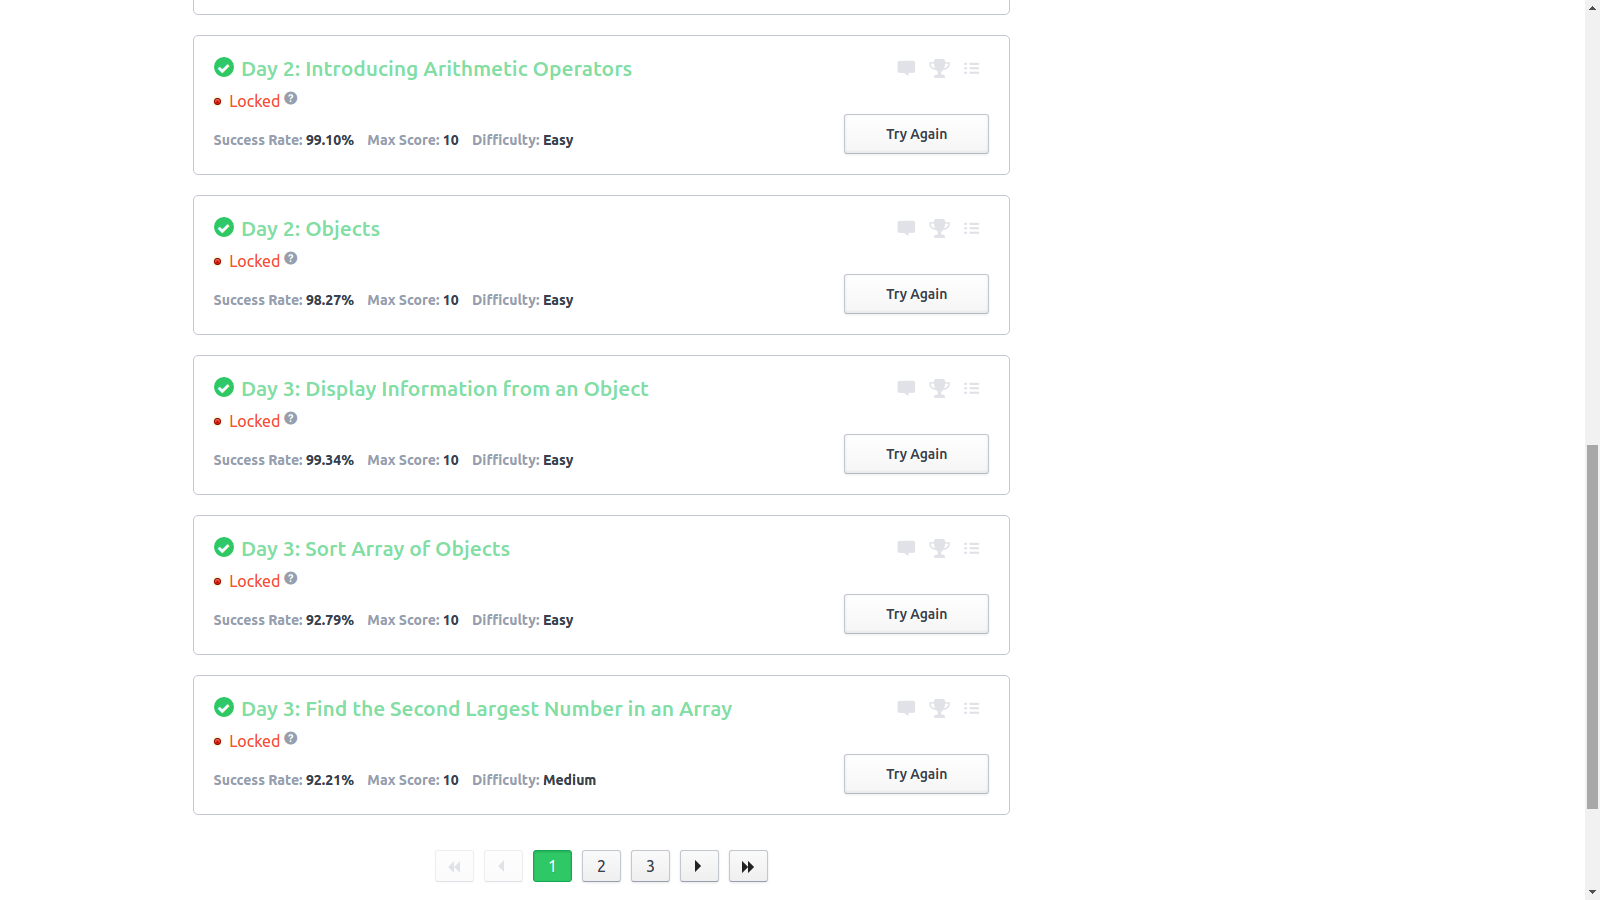 Day 2: Introducing Arithmetic Operators
Locked ?
Success Rate: 99.10% Max Score: 10 Difficulty: Easy
Try Again
Day 2: Objects
Locked ?
Success Rate: 98.27% Max Score: 10 Difficulty: Easy
Try Again
Day 3: Display Information from an Object
Locked ?
Success Rate: 99.34% Max Score: 10 Difficulty: Easy
Try Again
Day 3: Sort Array of Objects
Locked ?
Success Rate: 92.79% Max Score: 10 Difficulty: Easy
Try Again
Day 3: Find the Second Largest Number in an Array
Locked ?
Success Rate: 92.21% Max Score: 10 Difficulty: Medium
Try Again
1 2 3